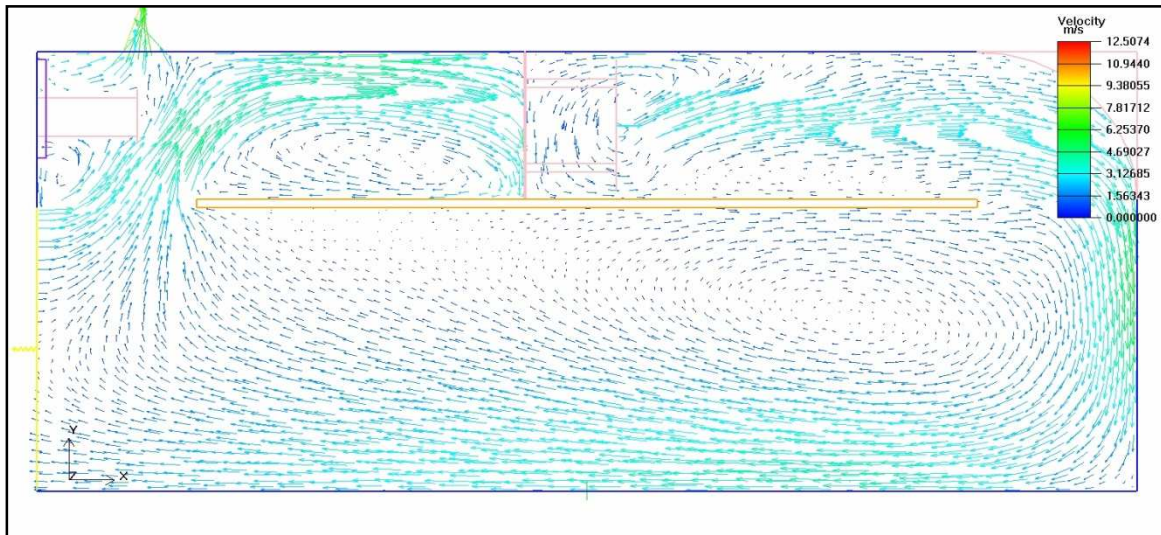 Velocity
m/s
12.5074
10.9440
9.38055
7.81712
6.25370
4.69027
3.12685
1.56343
0.000000
Y
Z X